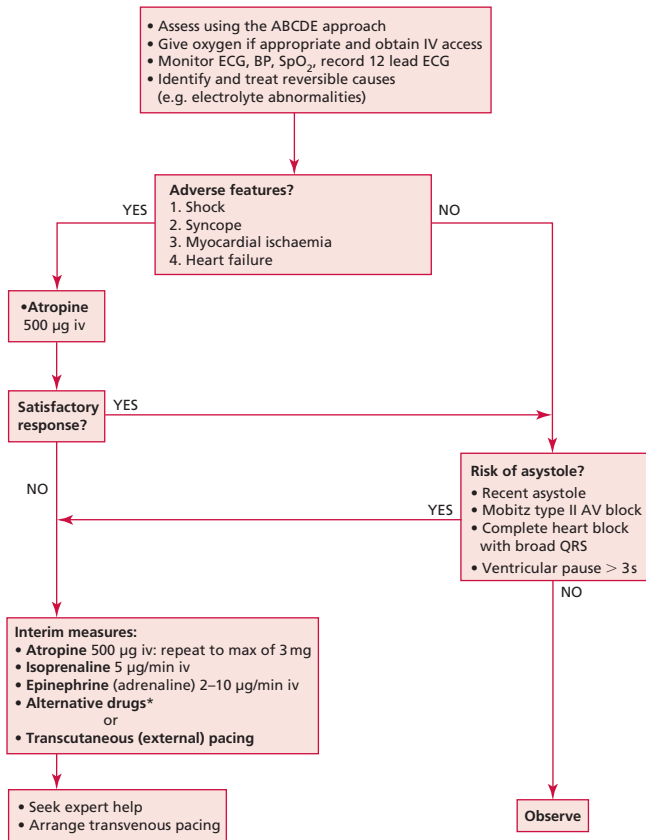 • Assess using the ABCDE approach
• Give oxygen if appropriate and obtain IV access
• Monitor ECG, BP, SpO₂, record 12 lead ECG
• Identify and treat reversible causes
(e.g. electrolyte abnormalities)
Adverse features?
1. Shock
2. Syncope
3. Myocardial ischaemia
4. Heart failure
YES
NO
•Atropine
500 µg iv
Satisfactory
response?
YES
NO
Risk of asystole?
• Recent asystole
• Mobitz type II AV block
• Complete heart block
with broad QRS
• Ventricular pause > 3s
YES
NO
Interim measures:
• Atropine 500 µg iv: repeat to max of 3 mg
• Isoprenaline 5 µg/min iv
• Epinephrine (adrenaline) 2–10 µg/min iv
• Alternative drugs*
or
• Transcutaneous (external) pacing
• Seek expert help
• Arrange transvenous pacing
Observe